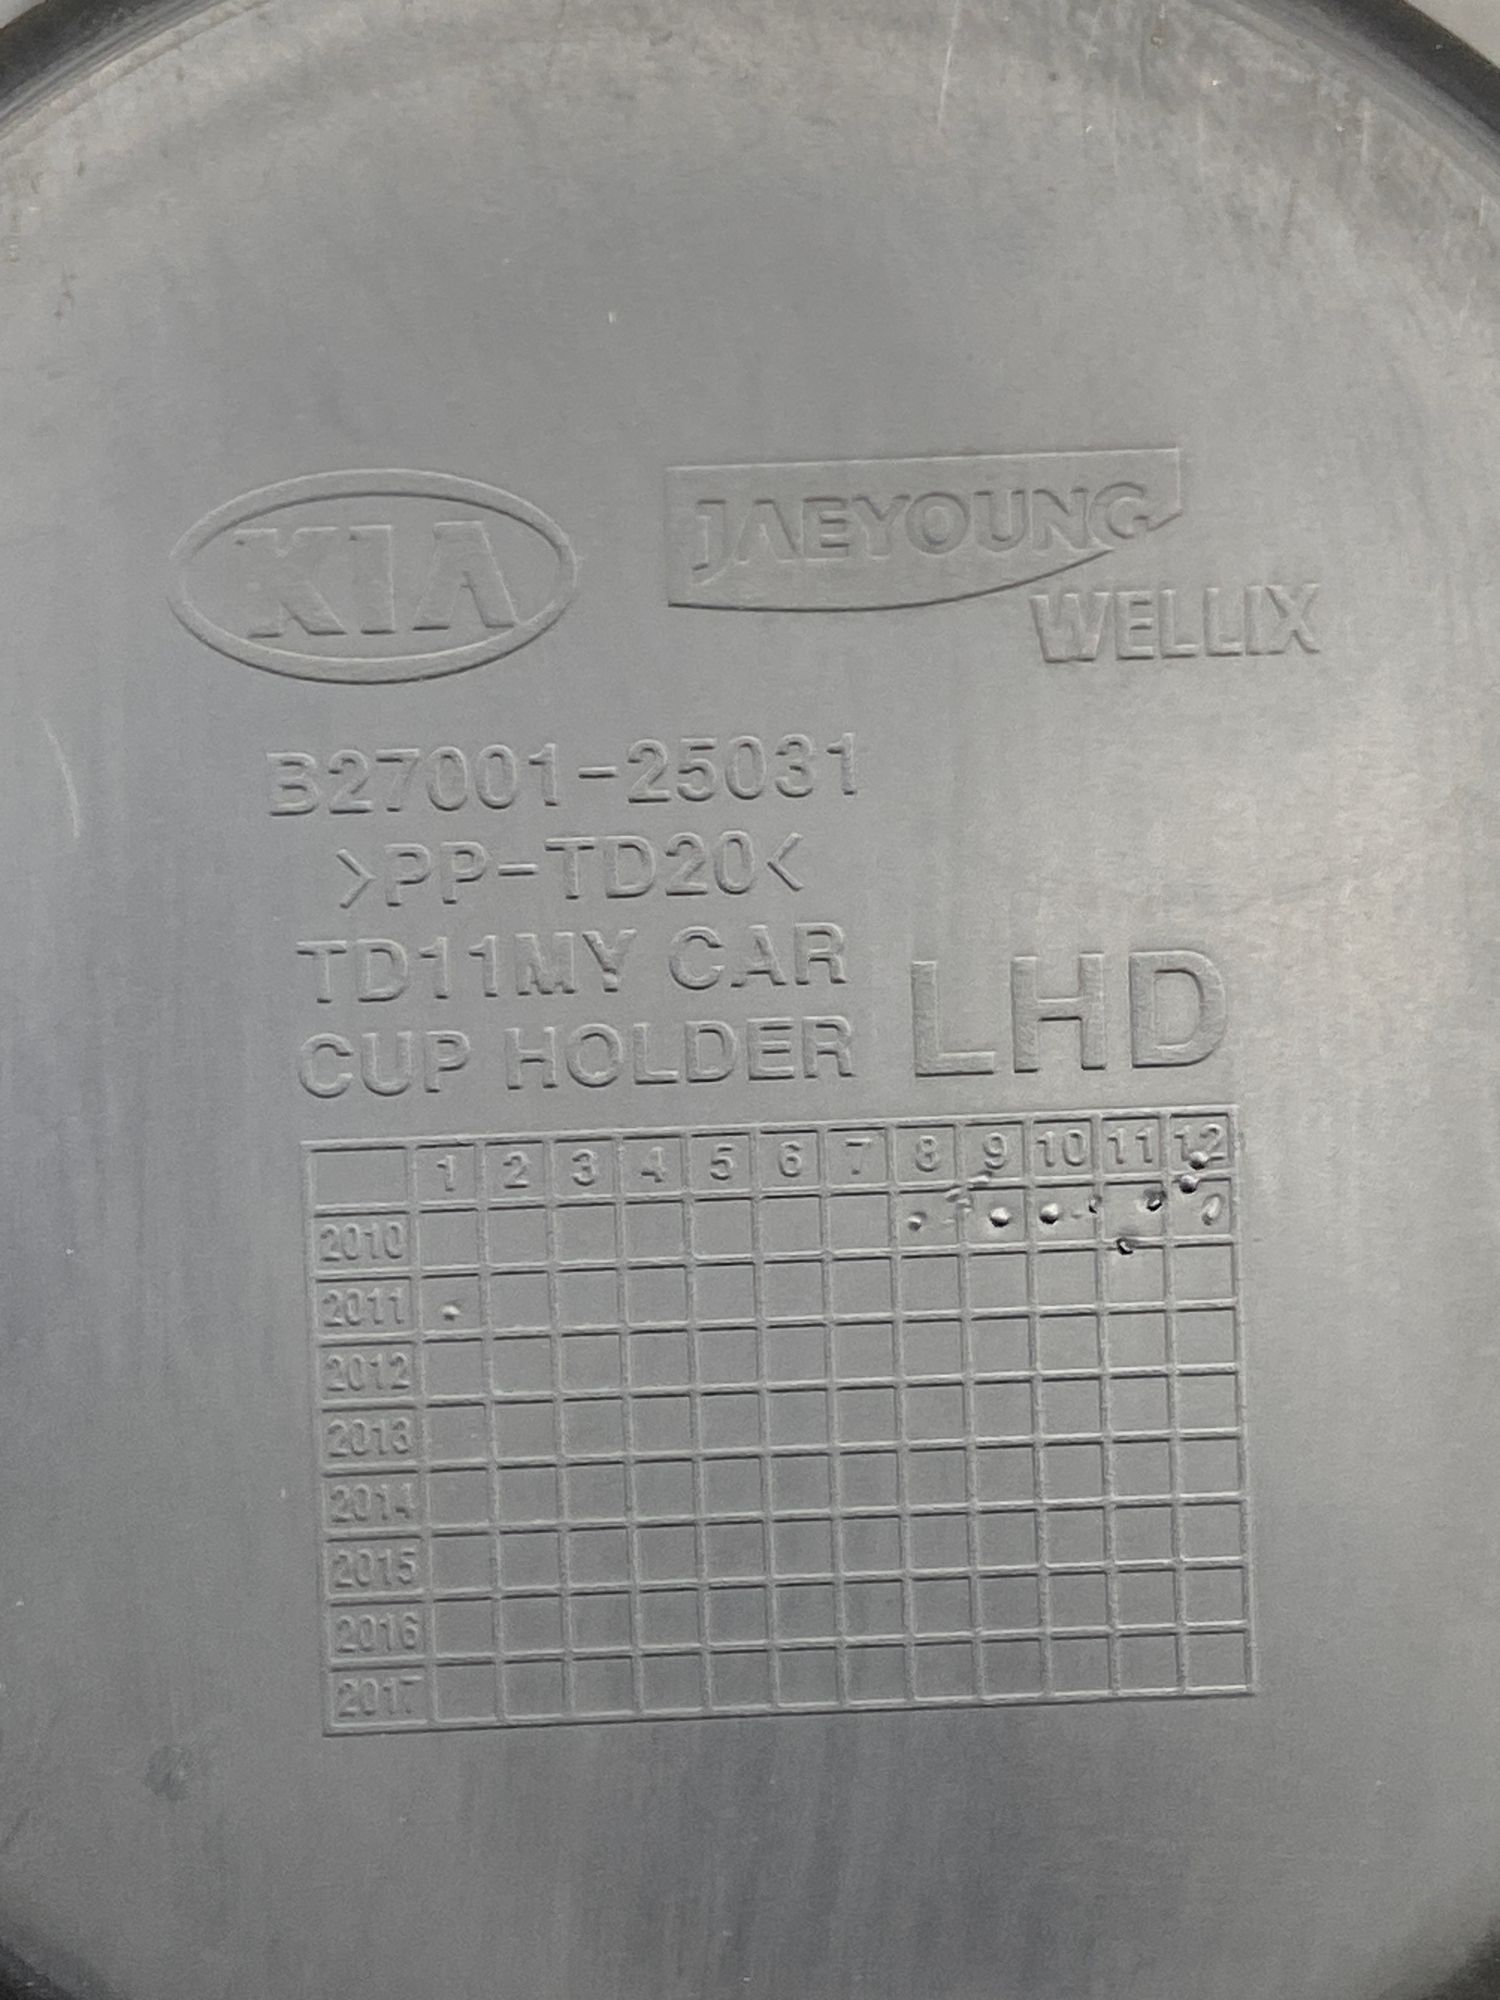 KIA
JAEYOUNG
WELLIX
B27001-25031
>PP-TD20<
TD11MY CAR
CUP HOLDER
LHD
1 2 3 4 5 6 7 8 9 10 11 12
2010
2011
2012
2013
2014
2015
2016
2017